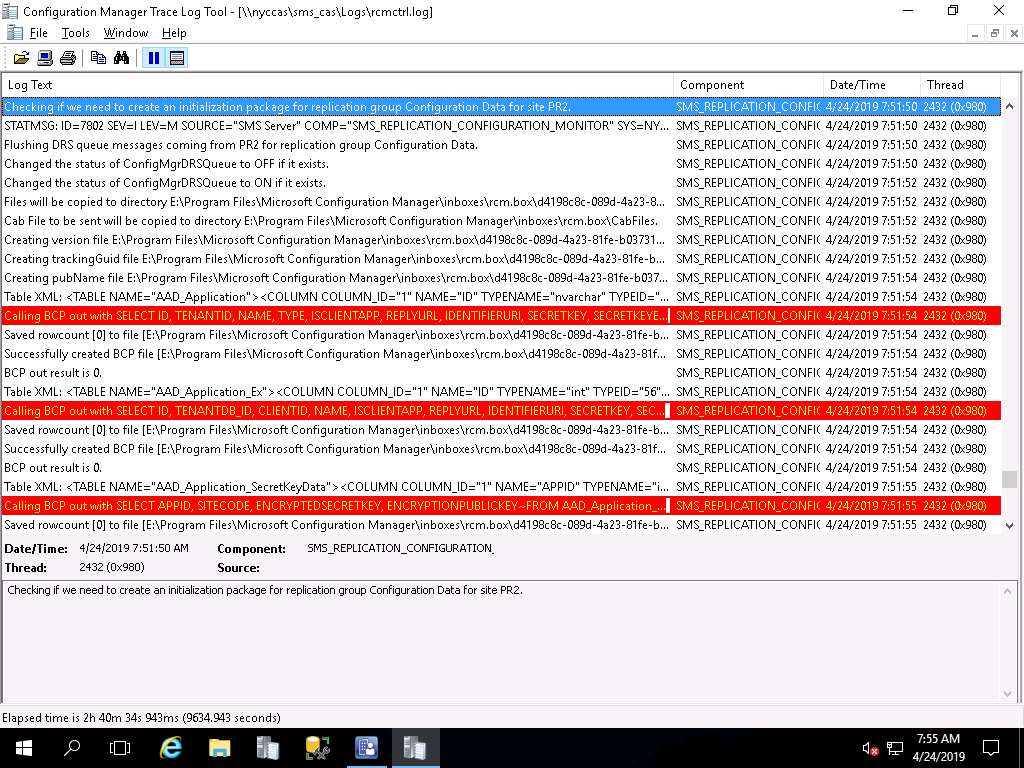 Configuration Manager Trace Log Tool - [\\nyccas\sms_cas\Logs\rcmctrl.log]
File Tools Window Help
Log Text Component Date/Time Thread
Checking if we need to create an initialization package for replication group Configuration Data for site PR2. SMS_REPLICATION_CONFIG 4/24/2019 7:51:50 2432 (0x980)
STATMSG: ID=7802 SEV=I LEV=M SOURCE="SMS Server" COMP="SMS_REPLICATION_CONFIGURATION_MONITOR" SYS=NY... SMS_REPLICATION_CONFIG 4/24/2019 7:51:50 2432 (0x980)
Flushing DRS queue messages coming from PR2 for replication group Configuration Data. SMS_REPLICATION_CONFIG 4/24/2019 7:51:50 2432 (0x980)
Changed the status of ConfigMgrDRSQueue to OFF if it exists. SMS_REPLICATION_CONFIG 4/24/2019 7:51:50 2432 (0x980)
Changed the status of ConfigMgrDRSQueue to ON if it exists. SMS_REPLICATION_CONFIG 4/24/2019 7:51:52 2432 (0x980)
Files will be copied to directory E:\Program Files\Microsoft Configuration Manager\inboxes\rcm.box\d4198c8c-089d-4a23-8... SMS_REPLICATION_CONFIG 4/24/2019 7:51:52 2432 (0x980)
Cab File to be sent will be copied to directory E:\Program Files\Microsoft Configuration Manager\inboxes\rcm.box\CabFiles. SMS_REPLICATION_CONFIG 4/24/2019 7:51:52 2432 (0x980)
Creating version file E:\Program Files\Microsoft Configuration Manager\inboxes\rcm.box\d4198c8c-089d-4a23-81fe-b03731... SMS_REPLICATION_CONFIG 4/24/2019 7:51:52 2432 (0x980)
Creating trackingGuid file E:\Program Files\Microsoft Configuration Manager\inboxes\rcm.box\d4198c8c-089d-4a23-81fe-b... SMS_REPLICATION_CONFIG 4/24/2019 7:51:52 2432 (0x980)
Creating pubName file E:\Program Files\Microsoft Configuration Manager\inboxes\rcm.box\d4198c8c-089d-4a23-81fe-b037... SMS_REPLICATION_CONFIG 4/24/2019 7:51:54 2432 (0x980)
Table XML: <TABLE NAME="AAD_Application"><COLUMN COLUMN_ID="1" NAME="ID" TYPENAME="nvarchar" TYPEID="... SMS_REPLICATION_CONFIG 4/24/2019 7:51:54 2432 (0x980)
Calling BCP out with SELECT ID, TENANTID, NAME, TYPE, ISCLIENTAPP, REPLYURL, IDENTIFIERURI, SECRETKEY, SECRETKEYE... SMS_REPLICATION_CONFIG 4/24/2019 7:51:54 2432 (0x980)
Saved rowcount [0] to file [E:\Program Files\Microsoft Configuration Manager\inboxes\rcm.box\d4198c8c-089d-4a23-81fe-b... SMS_REPLICATION_CONFIG 4/24/2019 7:51:54 2432 (0x980)
Successfully created BCP file [E:\Program Files\Microsoft Configuration Manager\inboxes\rcm.box\d4198c8c-089d-4a23-81f... SMS_REPLICATION_CONFIG 4/24/2019 7:51:54 2432 (0x980)
BCP out result is 0. SMS_REPLICATION_CONFIG 4/24/2019 7:51:54 2432 (0x980)
Table XML: <TABLE NAME="AAD_Application_Ex"><COLUMN COLUMN_ID="1" NAME="ID" TYPENAME="int" TYPEID="56"... SMS_REPLICATION_CONFIG 4/24/2019 7:51:54 2432 (0x980)
Calling BCP out with SELECT ID, TENANTDB_ID, CLIENTID, NAME, ISCLIENTAPP, REPLYURL, IDENTIFIERURI, SECRETKEY, SEC... SMS_REPLICATION_CONFIG 4/24/2019 7:51:54 2432 (0x980)
Saved rowcount [0] to file [E:\Program Files\Microsoft Configuration Manager\inboxes\rcm.box\d4198c8c-089d-4a23-81fe-b... SMS_REPLICATION_CONFIG 4/24/2019 7:51:54 2432 (0x980)
Successfully created BCP file [E:\Program Files\Microsoft Configuration Manager\inboxes\rcm.box\d4198c8c-089d-4a23-81f... SMS_REPLICATION_CONFIG 4/24/2019 7:51:54 2432 (0x980)
BCP out result is 0. SMS_REPLICATION_CONFIG 4/24/2019 7:51:54 2432 (0x980)
Table XML: <TABLE NAME="AAD_Application_SecretKeyData"><COLUMN COLUMN_ID="1" NAME="APPID" TYPENAME="i... SMS_REPLICATION_CONFIG 4/24/2019 7:51:55 2432 (0x980)
Calling BCP out with SELECT APPID, SITECODE, ENCRYPTEDSECRETKEY, ENCRYPTIONPUBLICKEY~FROM AAD_Application_... SMS_REPLICATION_CONFIG 4/24/2019 7:51:55 2432 (0x980)
Saved rowcount [0] to file [E:\Program Files\Microsoft Configuration Manager\inboxes\rcm.box\d4198c8c-089d-4a23-81fe-b... SMS_REPLICATION_CONFIG 4/24/2019 7:51:55 2432 (0x980)
Date/Time: 4/24/2019 7:51:50 AM Component: SMS_REPLICATION_CONFIGURATION_
Thread: 2432 (0x980) Source:
Checking if we need to create an initialization package for replication group Configuration Data for site PR2.
Elapsed time is 2h 40m 34s 943ms (9634.943 seconds)
7:55 AM
4/24/2019